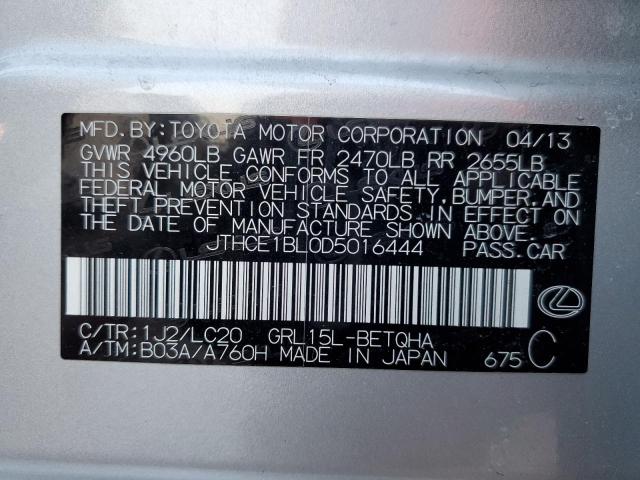 MFD.BY:TOYOTA MOTOR CORPORATION 04/13
GVWR 4960LB GAWR FR 2470LB RR 2655LB
THIS VEHICLE CONFORMS TO ALL APPLICABLE
FEDERAL MOTOR VEHICLE SAFETY,BUMPER,AND
THEFT PREVENTION STANDARDS IN EFFECT ON
THE DATE OF MANUFACTURE SHOWN ABOVE.
JTHCE1BL0D5016444 PASS.CAR
C/TR:1J2/LC20 GRL15L-BETQHA
A/TM:B03A/A760H MADE IN JAPAN 675 C